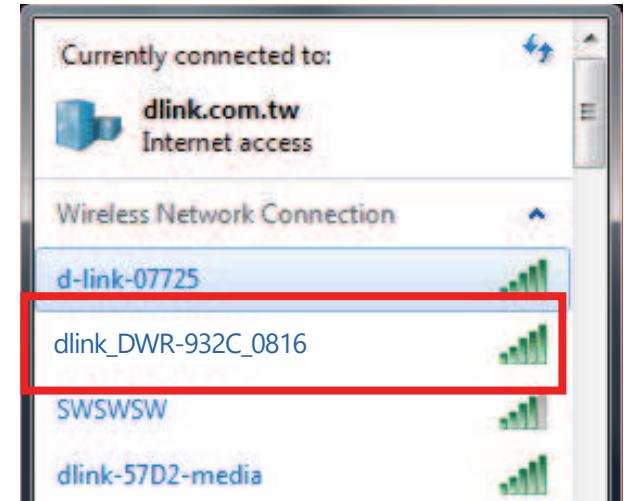 Currently connected to:
dlink.com.tw
Internet access
Wireless Network Connection
d-link-07725
dlink_DWR-932C_0816
SWSWSW
dlink-57D2-media